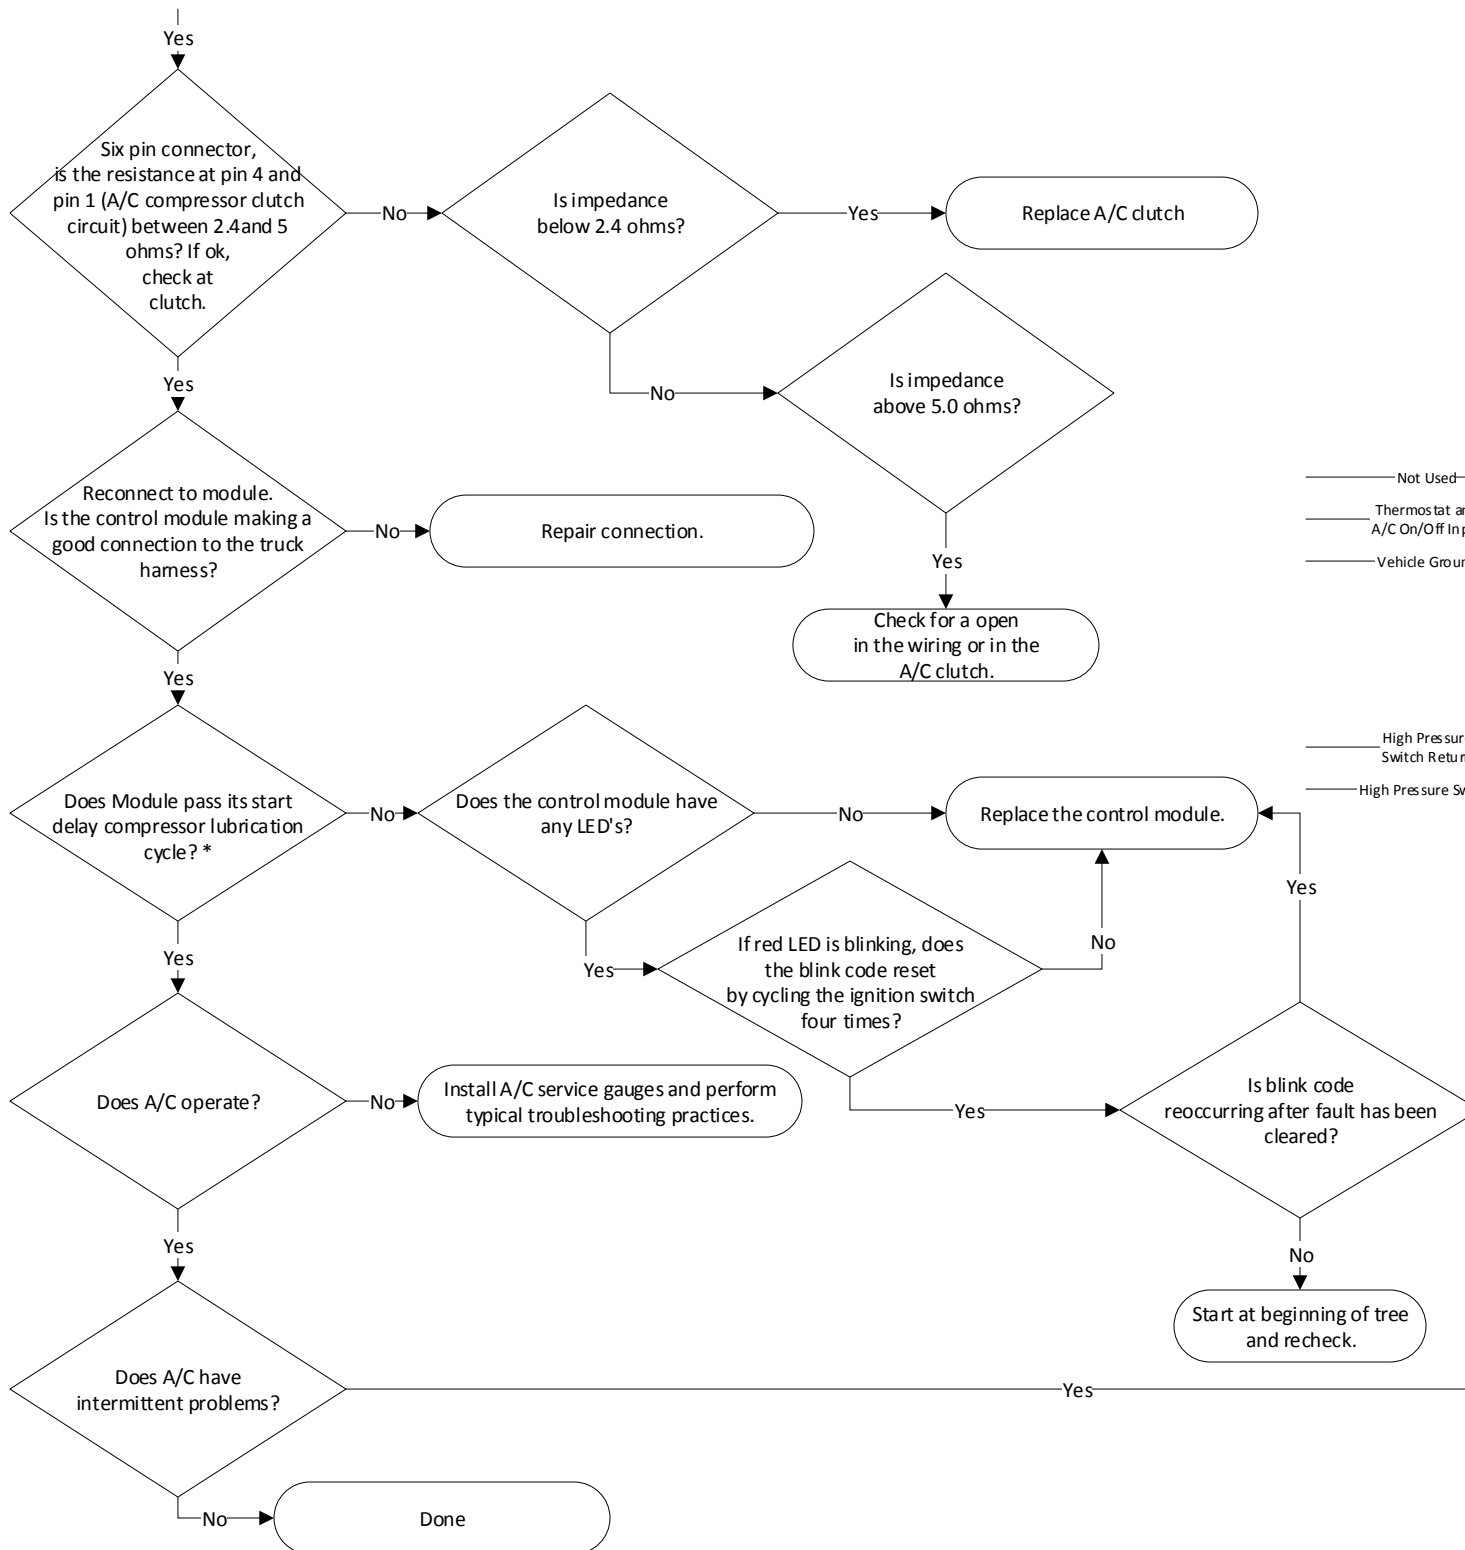 Yes
Six pin connector,
is the resistance at pin 4 and
pin 1 (A/C compressor clutch
circuit) between 2.4and 5
ohms? If ok,
check at
clutch.
No
Is impedance
below 2.4 ohms?
Yes
Replace A/C clutch
No
Is impedance
above 5.0 ohms?
Yes
Check for a open
in the wiring or in the
A/C clutch.
Yes
Reconnect to module.
Is the control module making a
good connection to the truck
harness?
No
Repair connection.
Not Used
Thermostat
A/C On/Off
Vehicle
High Pressure
Switch
High Pressure
Yes
Does Module pass its start
delay compressor lubrication
cycle? *
No
Does the control module have
any LED's?
No
Replace the control module.
Yes
If red LED is blinking, does
the blink code reset
by cycling the ignition switch
four times?
No
Yes
Is blink code
reoccurring after fault has been
cleared?
Yes
No
Start at beginning of tree
and recheck.
Yes
Does A/C operate?
No
Install A/C service gauges and perform
typical troubleshooting practices.
Yes
Does A/C have
intermittent problems?
Yes
No
Done